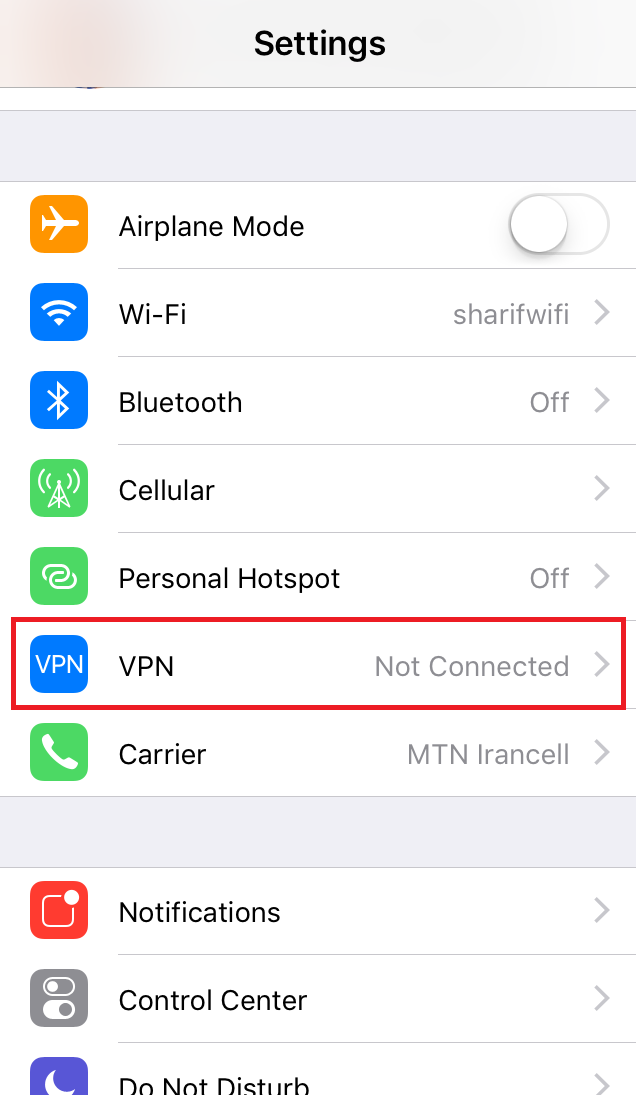 Settings
Airplane Mode
Wi-Fi sharifwifi
Bluetooth Off
Cellular
Personal Hotspot Off
VPN VPN Not Connected
Carrier MTN Irancell
Notifications
Control Center
Do Not Disturb